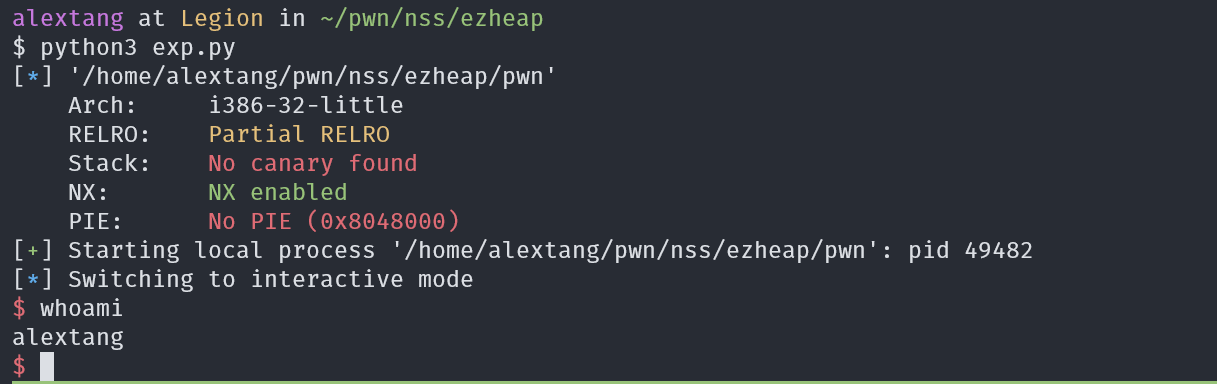 alextang at Legion in ~/pwn/nss/ezheap
$ python3 exp.py
[*] '/home/alextang/pwn/nss/ezheap/pwn'
    Arch:     i386-32-little
    RELRO:    Partial RELRO
    Stack:    No canary found
    NX:       NX enabled
    PIE:      No PIE (0x8048000)
[+] Starting local process '/home/alextang/pwn/nss/ezheap/pwn': pid 49482
[*] Switching to interactive mode
$ whoami
alextang
$